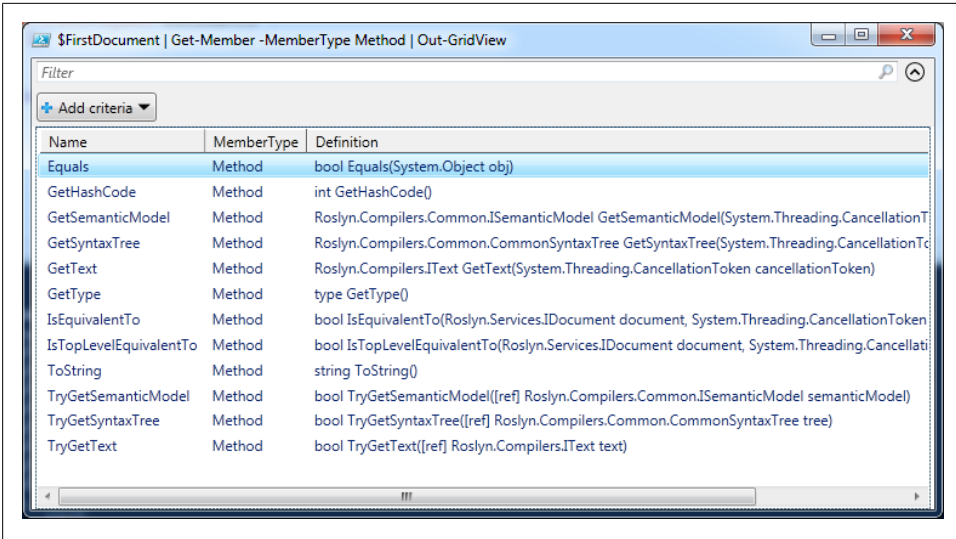 $FirstDocument | Get-Member -MemberType Method | Out-GridView
Filter
Add criteria
Name MemberType Definition
Equals Method bool Equals(System.Object obj)
GetHashCode Method int GetHashCode()
GetSemanticModel Method Roslyn.Compilers.Common.ISemanticModel GetSemanticModel(System.Threading.CancellationT
GetSyntaxTree Method Roslyn.Compilers.Common.CommonSyntaxTree GetSyntaxTree(System.Threading.CancellationTo
GetText Method Roslyn.Compilers.IText GetText(System.Threading.CancellationToken cancellationToken)
GetType Method type GetType()
IsEquivalentTo Method bool IsEquivalentTo(Roslyn.Services.IDocument document, System.Threading.CancellationToken
IsTopLevelEquivalentTo Method bool IsTopLevelEquivalentTo(Roslyn.Services.IDocument document, System.Threading.Cancellati
ToString Method string ToString()
TryGetSemanticModel Method bool TryGetSemanticModel([ref] Roslyn.Compilers.Common.ISemanticModel semanticModel)
TryGetSyntaxTree Method bool TryGetSyntaxTree([ref] Roslyn.Compilers.Common.CommonSyntaxTree tree)
TryGetText Method bool TryGetText([ref] Roslyn.Compilers.IText text)